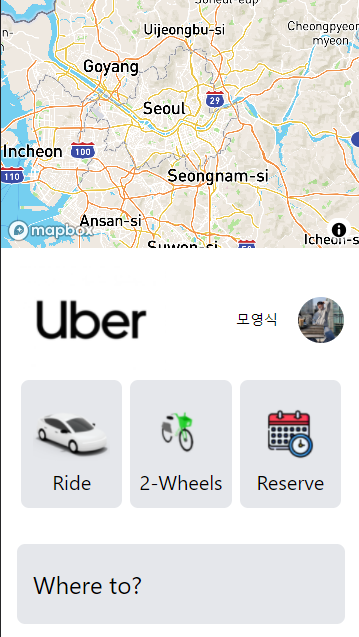 Uijeongbu-si
Cheongpyeong-
myeon
Goyang
Seoul
29
Incheon
100
110
Seongnam-si
Ansan-si
mapbox
Suwon-si
50
Icheon-si
Uber
모영식
Ride
2-Wheels
Reserve
Where to?